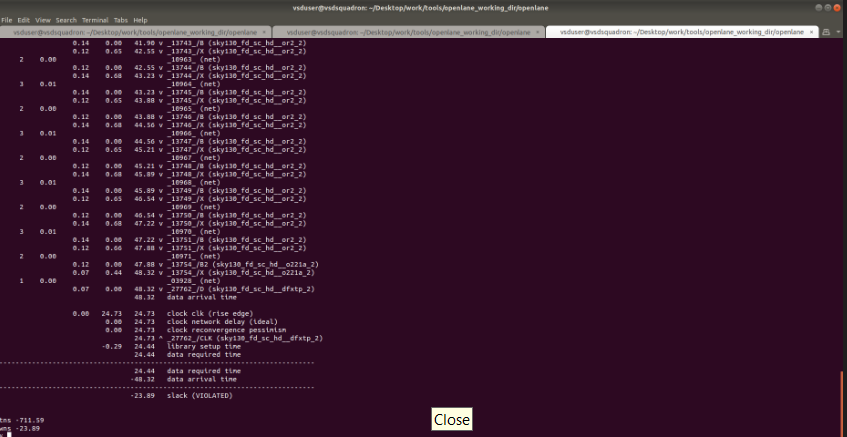 vsduser@vsdsquadron: ~/Desktop/work/tools/openlane_working_dir/openlane
File Edit View Search Terminal Tabs Help
vsduser@vsdsquadron: ~/Desktop/work/tools/openlane_working_dir/openlane × vsduser@vsdsquadron: ~/Desktop/work/tools/openlane_working_dir/openlane × vsduser@vsdsquadron: ~/Desktop/work/tools/openlane_working_dir/openlane ×
0.14 0.00 41.90 v _13743_/B (sky130_fd_sc_hd__or2_2)
0.12 0.65 42.55 v _13743_/X (sky130_fd_sc_hd__or2_2)
2 0.00 _10963_ (net)
0.12 0.00 42.55 v _13744_/B (sky130_fd_sc_hd__or2_2)
0.14 0.68 43.23 v _13744_/X (sky130_fd_sc_hd__or2_2)
3 0.01 _10964_ (net)
0.14 0.00 43.23 v _13745_/B (sky130_fd_sc_hd__or2_2)
0.12 0.65 43.88 v _13745_/X (sky130_fd_sc_hd__or2_2)
2 0.00 _10965_ (net)
0.12 0.00 43.88 v _13746_/B (sky130_fd_sc_hd__or2_2)
0.14 0.68 44.56 v _13746_/X (sky130_fd_sc_hd__or2_2)
3 0.01 _10966_ (net)
0.14 0.00 44.56 v _13747_/B (sky130_fd_sc_hd__or2_2)
0.12 0.65 45.21 v _13747_/X (sky130_fd_sc_hd__or2_2)
2 0.00 _10967_ (net)
0.12 0.00 45.21 v _13748_/B (sky130_fd_sc_hd__or2_2)
0.14 0.68 45.89 v _13748_/X (sky130_fd_sc_hd__or2_2)
3 0.01 _10968_ (net)
0.14 0.00 45.89 v _13749_/B (sky130_fd_sc_hd__or2_2)
0.12 0.65 46.54 v _13749_/X (sky130_fd_sc_hd__or2_2)
2 0.00 _10969_ (net)
0.12 0.00 46.54 v _13750_/B (sky130_fd_sc_hd__or2_2)
0.14 0.68 47.22 v _13750_/X (sky130_fd_sc_hd__or2_2)
3 0.01 _10970_ (net)
0.14 0.00 47.22 v _13751_/B (sky130_fd_sc_hd__or2_2)
0.12 0.66 47.88 v _13751_/X (sky130_fd_sc_hd__or2_2)
2 0.00 _10971_ (net)
0.12 0.00 47.88 v _13754_/B2 (sky130_fd_sc_hd__o221a_2)
0.07 0.44 48.32 v _13754_/X (sky130_fd_sc_hd__o221a_2)
1 0.00 _03928_ (net)
0.07 0.00 48.32 v _27762_/D (sky130_fd_sc_hd__dfxtp_2)
48.32 data arrival time
0.00 24.73 24.73 clock clk (rise edge)
0.00 24.73 clock network delay (ideal)
0.00 24.73 clock reconvergence pessimism
24.73 ^ _27762_/CLK (sky130_fd_sc_hd__dfxtp_2)
-0.29 24.44 library setup time
24.44 data required time
---------------------------------------------------------------------------------
24.44 data required time
-48.32 data arrival time
---------------------------------------------------------------------------------
-23.89 slack (VIOLATED)
tns -711.59
wns -23.89
%
Close